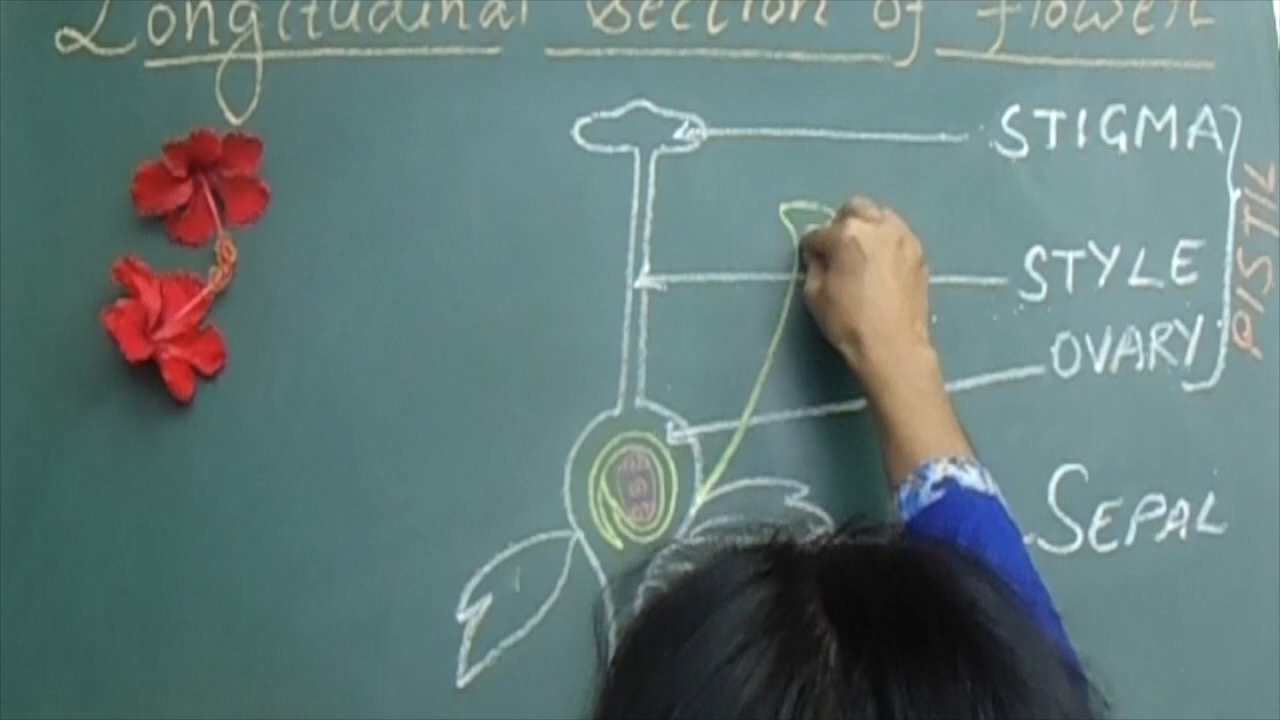 Longitudinal Section of flower
STIGMA
STYLE
OVARY
PISTIL
SEPAL